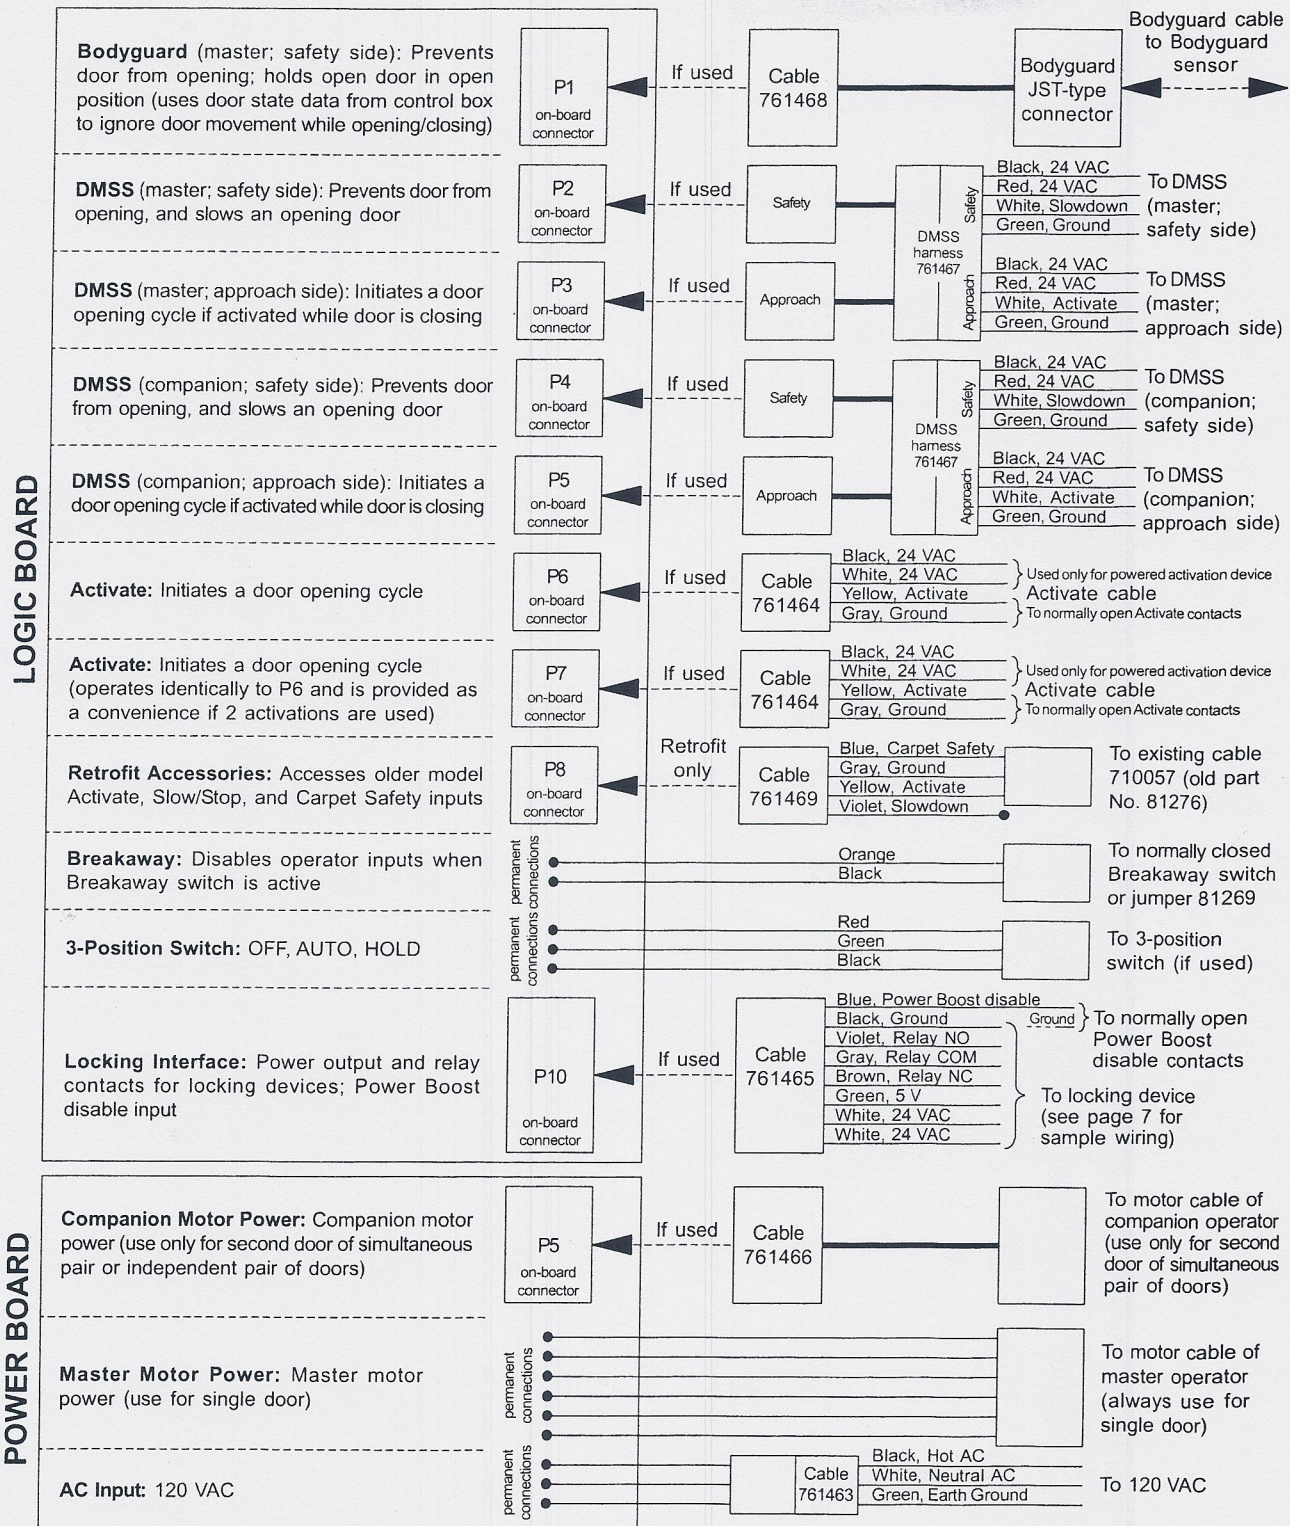 LOGIC BOARD
Bodyguard (master; safety side): Prevents
door from opening; holds open door in open
position (uses door state data from control box
to ignore door movement while opening/closing)
P1
on-board
connector
If used
Cable
761468
Bodyguard
JST-type
connector
Bodyguard cable
to Bodyguard
sensor
DMSS (master; safety side): Prevents door from
opening, and slows an opening door
P2
on-board
connector
If used
Safety
DMSS
harness
761467
Safety
Black, 24 VAC
Red, 24 VAC
White, Slowdown
Green, Ground
To DMSS
(master;
safety side)
DMSS (master; approach side): Initiates a door
opening cycle if activated while door is closing
P3
on-board
connector
If used
Approach
Approach
Black, 24 VAC
Red, 24 VAC
White, Activate
Green, Ground
To DMSS
(master;
approach side)
DMSS (companion; safety side): Prevents door
from opening, and slows an opening door
P4
on-board
connector
If used
Safety
DMSS
harness
761467
Safety
Black, 24 VAC
Red, 24 VAC
White, Slowdown
Green, Ground
To DMSS
(companion;
safety side)
DMSS (companion; approach side): Initiates a
door opening cycle if activated while door is closing
P5
on-board
connector
If used
Approach
Approach
Black, 24 VAC
Red, 24 VAC
White, Activate
Green, Ground
To DMSS
(companion;
approach side)
Activate: Initiates a door opening cycle
P6
on-board
connector
If used
Cable
761464
Black, 24 VAC
White, 24 VAC
Yellow, Activate
Gray, Ground
Used only for powered activation device
Activate cable
To normally open Activate contacts
Activate: Initiates a door opening cycle
(operates identically to P6 and is provided as
a convenience if 2 activations are used)
P7
on-board
connector
If used
Cable
761464
Black, 24 VAC
White, 24 VAC
Yellow, Activate
Gray, Ground
Used only for powered activation device
Activate cable
To normally open Activate contacts
Retrofit Accessories: Accesses older model
Activate, Slow/Stop, and Carpet Safety inputs
P8
on-board
connector
Retrofit
only
Cable
761469
Blue, Carpet Safety
Gray, Ground
Yellow, Activate
Violet, Slowdown
To existing cable
710057 (old part
No. 81276)
Breakaway: Disables operator inputs when
Breakaway switch is active
permanent
connections
Orange
Black
To normally closed
Breakaway switch
or jumper 81269
3-Position Switch: OFF, AUTO, HOLD
permanent
connections
Red
Green
Black
To 3-position
switch (if used)
Locking Interface: Power output and relay
contacts for locking devices; Power Boost
disable input
P10
on-board
connector
If used
Cable
761465
Blue, Power Boost disable
Black, Ground
Violet, Relay NO
Gray, Relay COM
Brown, Relay NC
Green, 5 V
White, 24 VAC
White, 24 VAC
Ground
To normally open
Power Boost
disable contacts
To locking device
(see page 7 for
sample wiring)
POWER BOARD
Companion Motor Power: Companion motor
power (use only for second door of simultaneous
pair or independent pair of doors)
P5
on-board
connector
If used
Cable
761466
To motor cable of
companion operator
(use only for second
door of simultaneous
pair of doors)
Master Motor Power: Master motor
power (use for single door)
permanent
connections
To motor cable of
master operator
(always use for
single door)
AC Input: 120 VAC
permanent
connections
Cable
761463
Black, Hot AC
White, Neutral AC
Green, Earth Ground
To 120 VAC